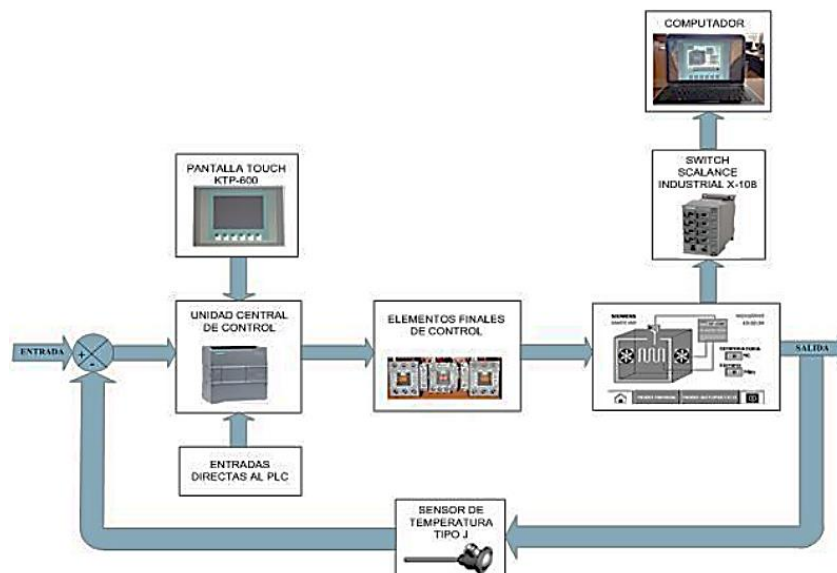 COMPUTADOR
PANTALLA TOUCH
KTP-600
SWITCH
SCALANCE
INDUSTRIAL X-108
UNIDAD CENTRAL
DE CONTROL
ELEMENTOS FINALES
DE CONTROL
SIEMENS
TEMPERATURA
ENTRADA
+
-
SALIDA
ENTRADAS
DIRECTAS AL PLC
SENSOR DE
TEMPERATURA
TIPO J